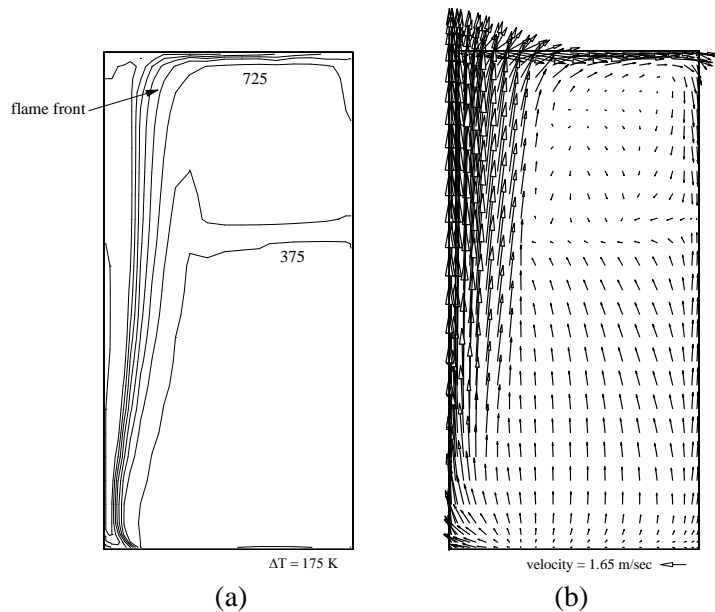 725
flame front
375
ΔT = 175 K
velocity = 1.65 m/sec
(a)
(b)